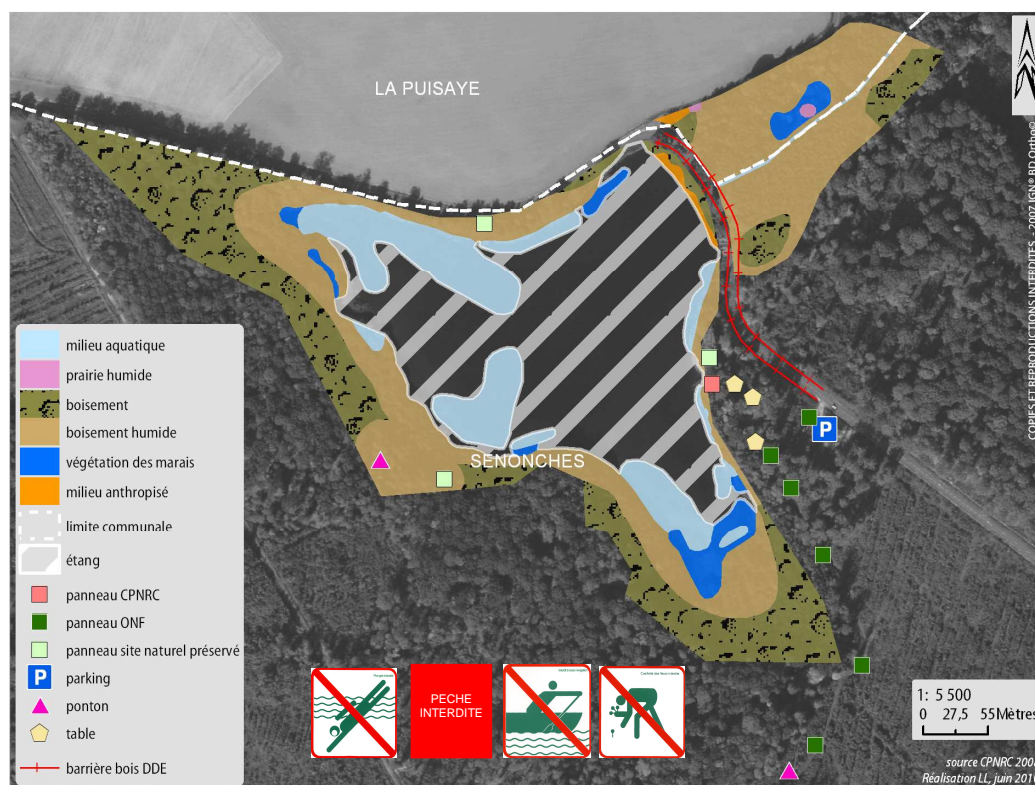 LA PUISAYE
SENONCHES
milieu aquatique
prairie humide
boisement
boisement humide
végétation des marais
milieu anthropisé
limite communale
étang
panneau CPNRC
panneau ONF
panneau site naturel préservé
P parking
ponton
table
barrière bois DDE
P
PECHE
INTERDITE
1: 5 500
0 27,5 55 Mètres
source CPNRC
Réalisation LL, juin
COPIES ET REPRODUCTIONS INTERDITES - 2007 IGN® BD Ortho©